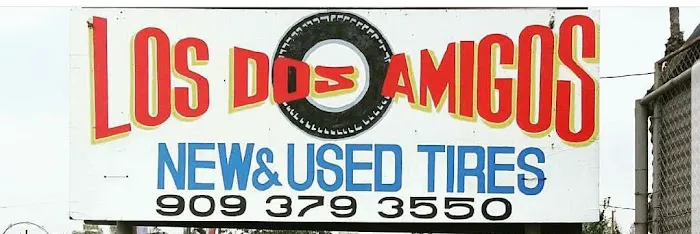 LOS DOS AMIGOS
NEW & USED TIRES
909 379 3550